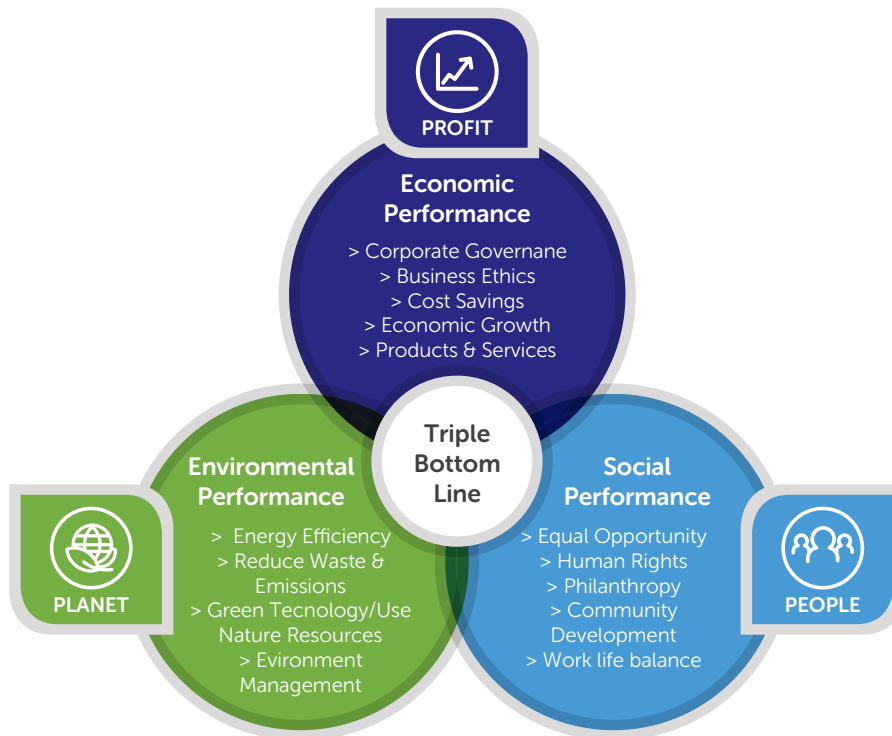 PROFIT
Economic
Performance
> Corporate Governane
> Business Ethics
> Cost Savings
> Economic Growth
> Products & Services
Triple
Bottom
Line
Environmental
Performance
> Energy Efficiency
> Reduce Waste &
Emissions
> Green Tecnology/Use
Nature Resources
> Evironment
Management
PLANET
Social
Performance
> Equal Opportunity
> Human Rights
> Philanthropy
> Community
Development
> Work life balance
PEOPLE